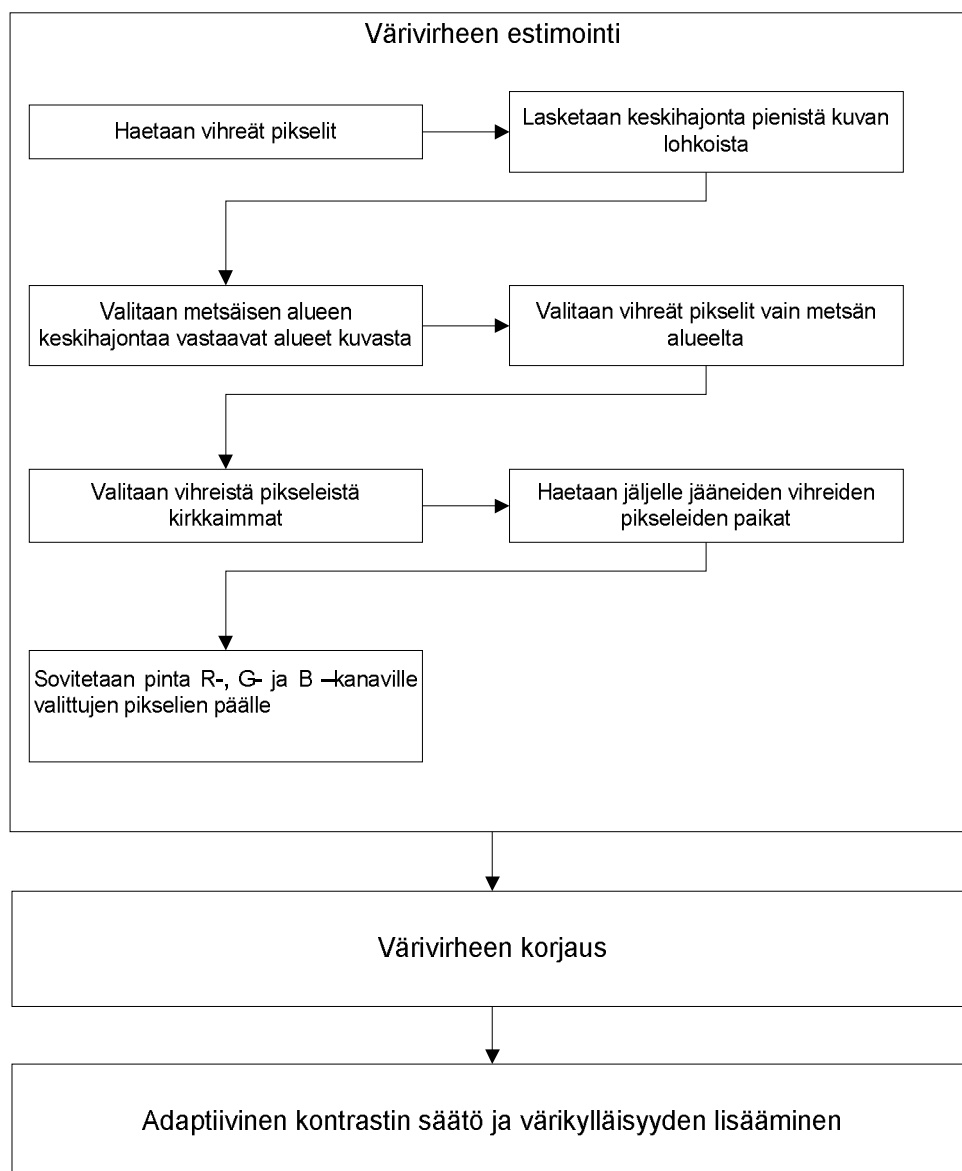 Värivirheen estimointi
Haetaan vihreät pikselit
Lasketaan keskihajonta pienistä kuvan
lohkoista
Valitaan metsäisen alueen
keskihajontaa vastaavat alueet kuvasta
Valitaan vihreät pikselit vain metsän
alueelta
Valitaan vihreistä pikseleistä
kirkkaimmat
Haetaan jäljelle jääneiden vihreiden
pikseleiden paikat
Sovitetaan pinta R-, G- ja B –kanaville
valittujen pikselien päälle
Värivirheen korjaus
Adaptiivinen kontrastin säätö ja värikylläisyyden lisääminen